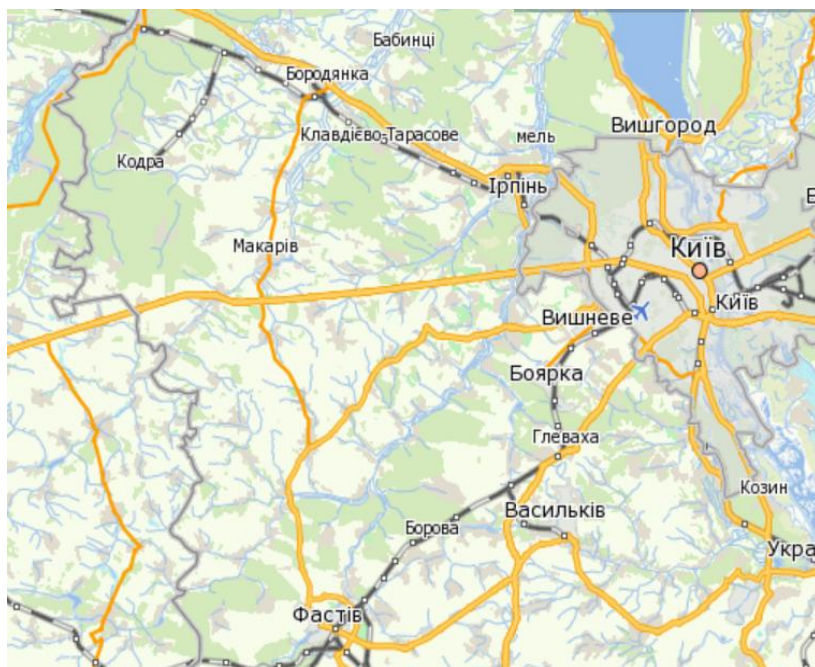 Бабинці
Бородянка
Вишгород
Клавдієво-Тарасове
мель
Кодра
Ірпінь
Макарів
Київ
Київ
Вишневе
Боярка
Глеваха
Козин
Васильків
Борова
Укра
Фастів